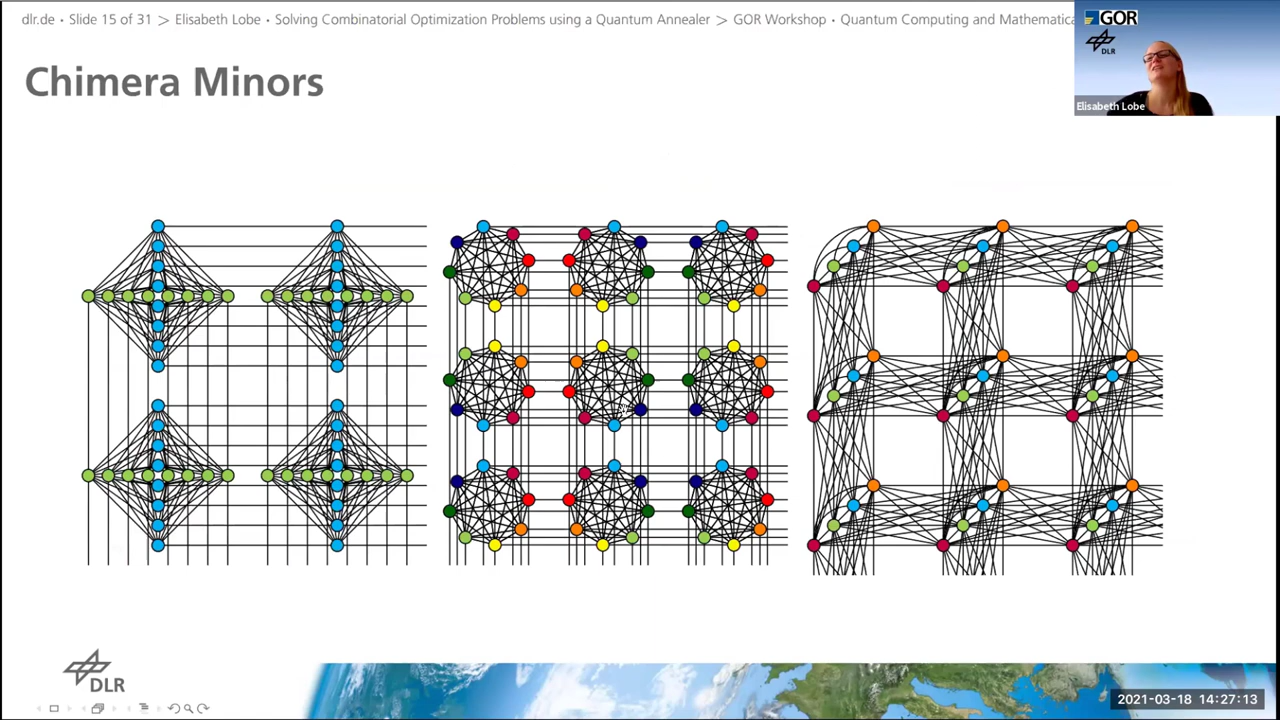 dlr.de • Slide 15 of 31 > Elisabeth Lobe • Solving Combinatorial Optimization Problems using a Quantum Annealer > GOR Workshop • Quantum Computing and Mathematica
GOR
DLR
Elisabeth Lobe
Chimera Minors
DLR
2021-03-18 14:27:13